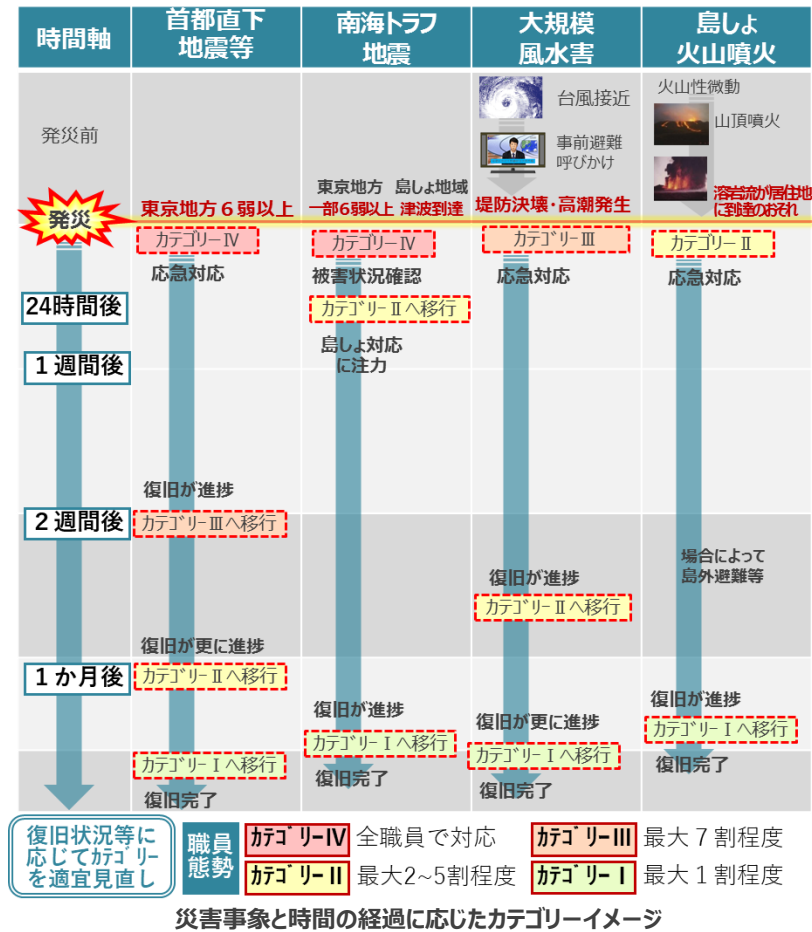 時間軸
首都直下
地震等
南海トラフ
地震
大規模
風水害
島しょ
火山噴火
発災前
台風接近
事前避難
呼びかけ
火山性微動
山頂噴火
発災
東京地方６弱以上
東京地方 島しょ地域
一部６弱以上 津波到達
堤防決壊・高潮発生
溶岩流が居住地
に到達のおそれ
カテゴリーⅣ
カテゴリーⅣ
カテゴリーⅢ
カテゴリーⅡ
応急対応
被害状況確認
応急対応
応急対応
24時間後
カテゴリーⅡへ移行
島しょ対応
に注力
１週間後
復旧が進捗
２週間後
カテゴリーⅢへ移行
場合によって
島外避難等
復旧が進捗
カテゴリーⅡへ移行
復旧が更に進捗
１か月後
カテゴリーⅡへ移行
復旧が進捗
カテゴリーⅠへ移行
復旧が進捗
カテゴリーⅠへ移行
復旧が更に進捗
カテゴリーⅠへ移行
カテゴリーⅠへ移行
復旧完了
復旧完了
復旧完了
復旧完了
復旧状況等に
応じてカテゴリー
を適宜見直し
職員
態勢
カテゴリーⅣ 全職員で対応
カテゴリーⅢ 最大７割程度
カテゴリーⅡ 最大2~5割程度
カテゴリーⅠ 最大１割程度
災害事象と時間の経過に応じたカテゴリーイメージ